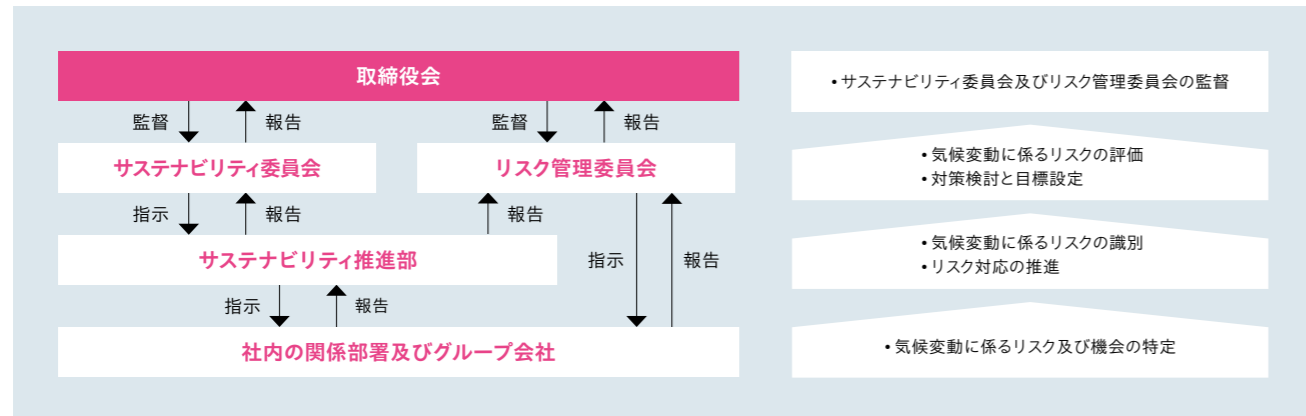 取締役会
監督
報告
監督
報告
サステナビリティ委員会
リスク管理委員会
指示
報告
報告
サステナビリティ推進部
指示
報告
指示
報告
社内の関係部署及びグループ会社
•サステナビリティ委員会及びリスク管理委員会の監督
•気候変動に係るリスクの評価
•対策検討と目標設定
•気候変動に係るリスクの識別
•リスク対応の推進
•気候変動に係るリスク及び機会の特定